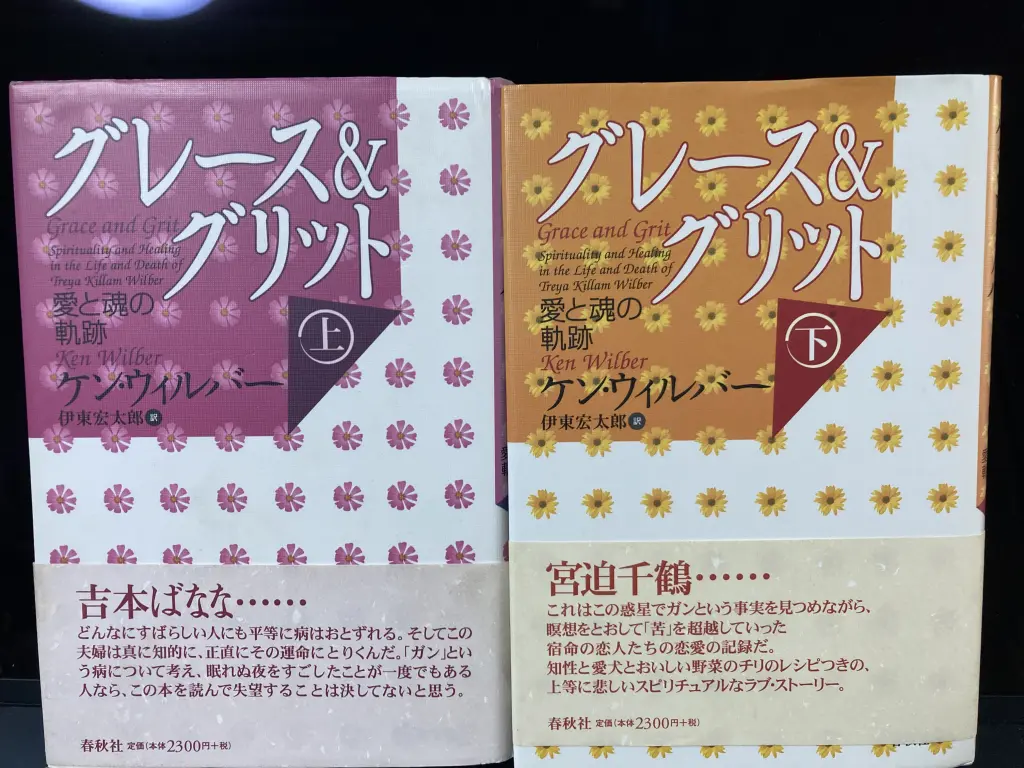 グレース&
グリット
Grace and Grit
Spirituality and Healing
in the Life and Death of
Treya Killam Wilber
愛と魂の
軌跡
上
Ken Wilber
ケン・ウィルバー
伊東宏太郎 訳
吉本ばなな……
どんなにすばらしい人にも平等に病はおとずれる。そしてこの
夫婦は真に知的に、正直にその運命にとりくんだ。「ガン」とい
う病について考え、眠れぬ夜をすごしたことが一度でもある
人なら、この本を読んで失望することは決してないと思う。
春秋社 定価(本体2300円+税)
グレース&
グリット
Grace and Grit
Spirituality and Healing
in the Life and Death of
Treya Killam Wilber
愛と魂の
軌跡
下
Ken Wilber
ケン・ウィルバー
伊東宏太郎 訳
宮迫千鶴……
これはこの惑星でガンという事実を見つめながら、
瞑想をとおして「苦」を超越していった
宿命の恋人たちの恋愛の記録だ。
知性と愛犬とおいしい野菜のチリのレシピつきの、
上等に悲しいスピリチュアルなラブ・ストーリー。
春秋社 定価(本体2300円+税)